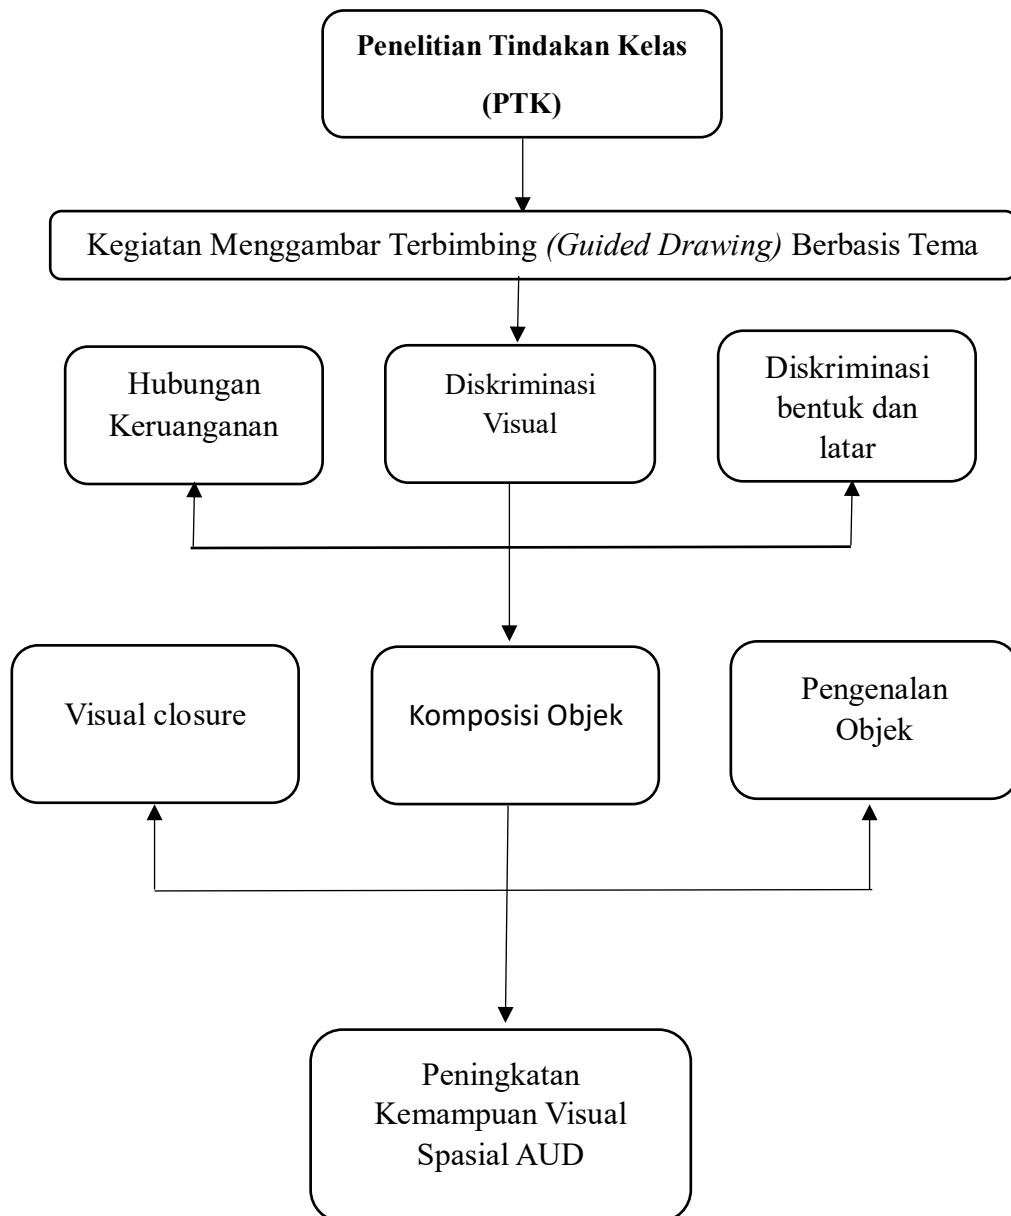 Penelitian Tindakan Kelas
(PTK)
Kegiatan Menggambar Terbimbing (Guided Drawing) Berbasis Tema
Hubungan
Keruanganan
Diskriminasi
Visual
Diskriminasi
bentuk dan
latar
Visual closure
Komposisi Objek
Pengenalan
Objek
Peningkatan
Kemampuan Visual
Spasial AUD